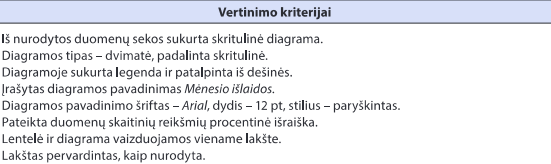 Vertinimo kriterijai
Iš nurodytos duomenų sekos sukurta skritulinė diagrama.
Diagramos tipas – dvimatė, padalinta skritulinė.
Diagramoje sukurta legenda ir patalpinta iš dešinės.
Įrašytas diagramos pavadinimas Mėnesio išlaidos.
Diagramos pavadinimo šriftas – Arial, dydis – 12 pt, stilius – paryškintas.
Pateikta duomenų skaitinių reikšmių procentinė išraiška.
Lentelė ir diagrama vaizduojamos viename lakšte.
Lakštas pervardintas, kaip nurodyta.